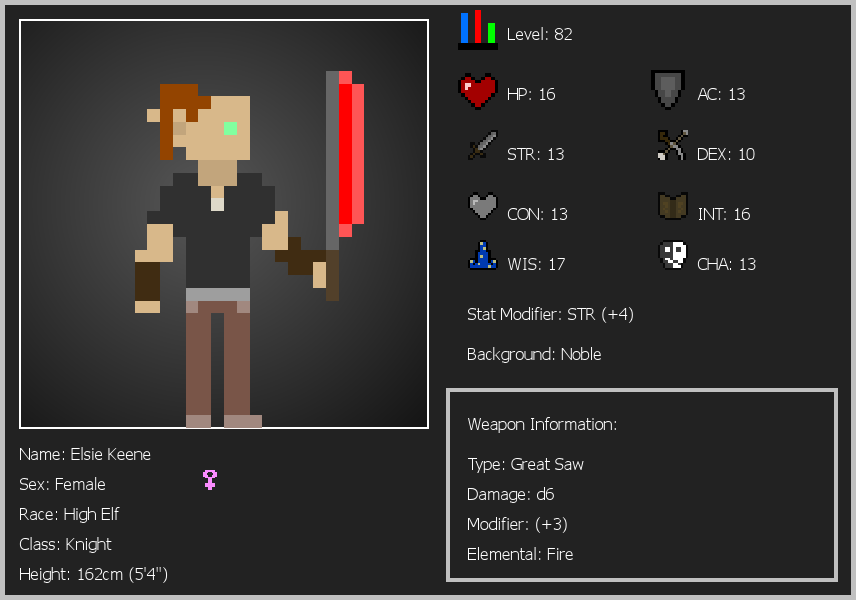 Level: 82
HP: 16
AC: 13
STR: 13
DEX: 10
CON: 13
INT: 16
WIS: 17
CHA: 13
Stat Modifier: STR (+4)
Background: Noble
Weapon Information:
Type: Great Saw
Damage: d6
Modifier: (+3)
Elemental: Fire
Name: Elsie Keene
Sex: Female
Race: High Elf
Class: Knight
Height: 162cm (5'4")